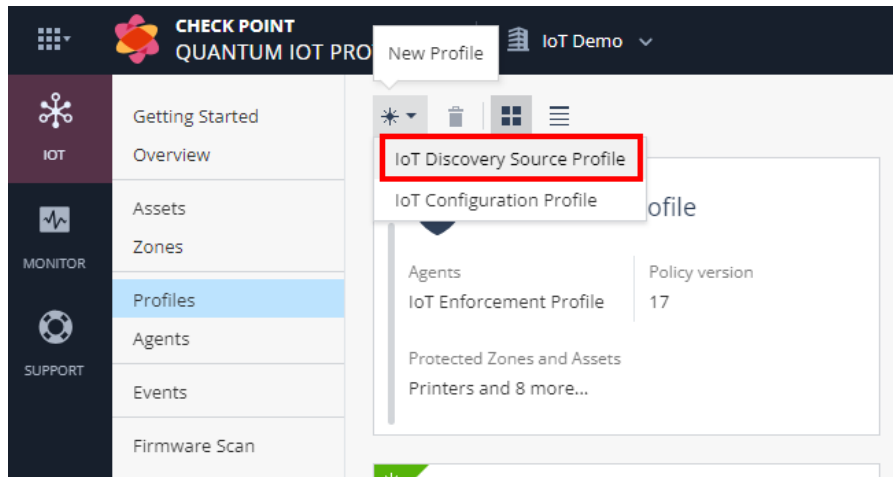 CHECK POINT
QUANTUM IOT PRO
New Profile
IoT Demo
IOT
MONITOR
SUPPORT
Getting Started
Overview
Assets
Zones
Profiles
Agents
Events
Firmware Scan
IoT Discovery Source Profile
IoT Configuration Profile
ofile
Agents
Policy version
IoT Enforcement Profile
17
Protected Zones and Assets
Printers and 8 more...